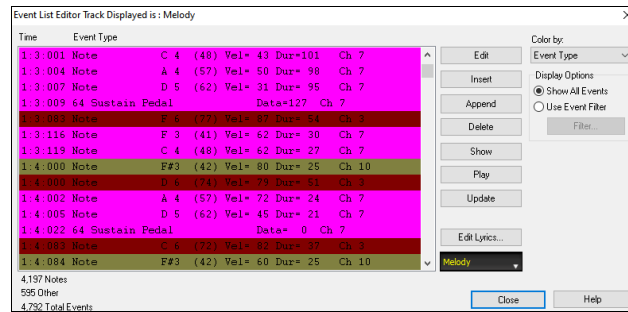 Event List Editor Track Displayed is : Melody
Time Event Type
1:3:001 Note C 4 (48) Vel= 43 Dur=101 Ch 7
1:3:004 Note A 4 (57) Vel= 50 Dur= 98 Ch 7
1:3:007 Note D 5 (62) Vel= 31 Dur= 95 Ch 7
1:3:009 64 Sustain Pedal Data=127 Ch 7
1:3:083 Note F 6 (77) Vel= 87 Dur= 54 Ch 3
1:3:116 Note F 3 (41) Vel= 62 Dur= 30 Ch 7
1:3:119 Note C 4 (48) Vel= 62 Dur= 27 Ch 7
1:4:000 Note F#3 (42) Vel= 80 Dur= 25 Ch 10
1:4:000 Note D 6 (74) Vel= 79 Dur= 51 Ch 3
1:4:002 Note A 4 (57) Vel= 72 Dur= 24 Ch 7
1:4:005 Note D 5 (62) Vel= 45 Dur= 21 Ch 7
1:4:022 64 Sustain Pedal Data= 0 Ch 7
1:4:083 Note C 6 (72) Vel= 82 Dur= 37 Ch 3
1:4:084 Note F#3 (42) Vel= 60 Dur= 25 Ch 10
4,197 Notes
595 Other
4,792 Total Events
Edit
Insert
Append
Delete
Show
Play
Update
Edit Lyrics...
Melody
Color by:
Event Type
Display Options
Show All Events
Use Event Filter
Filter...
Close
Help